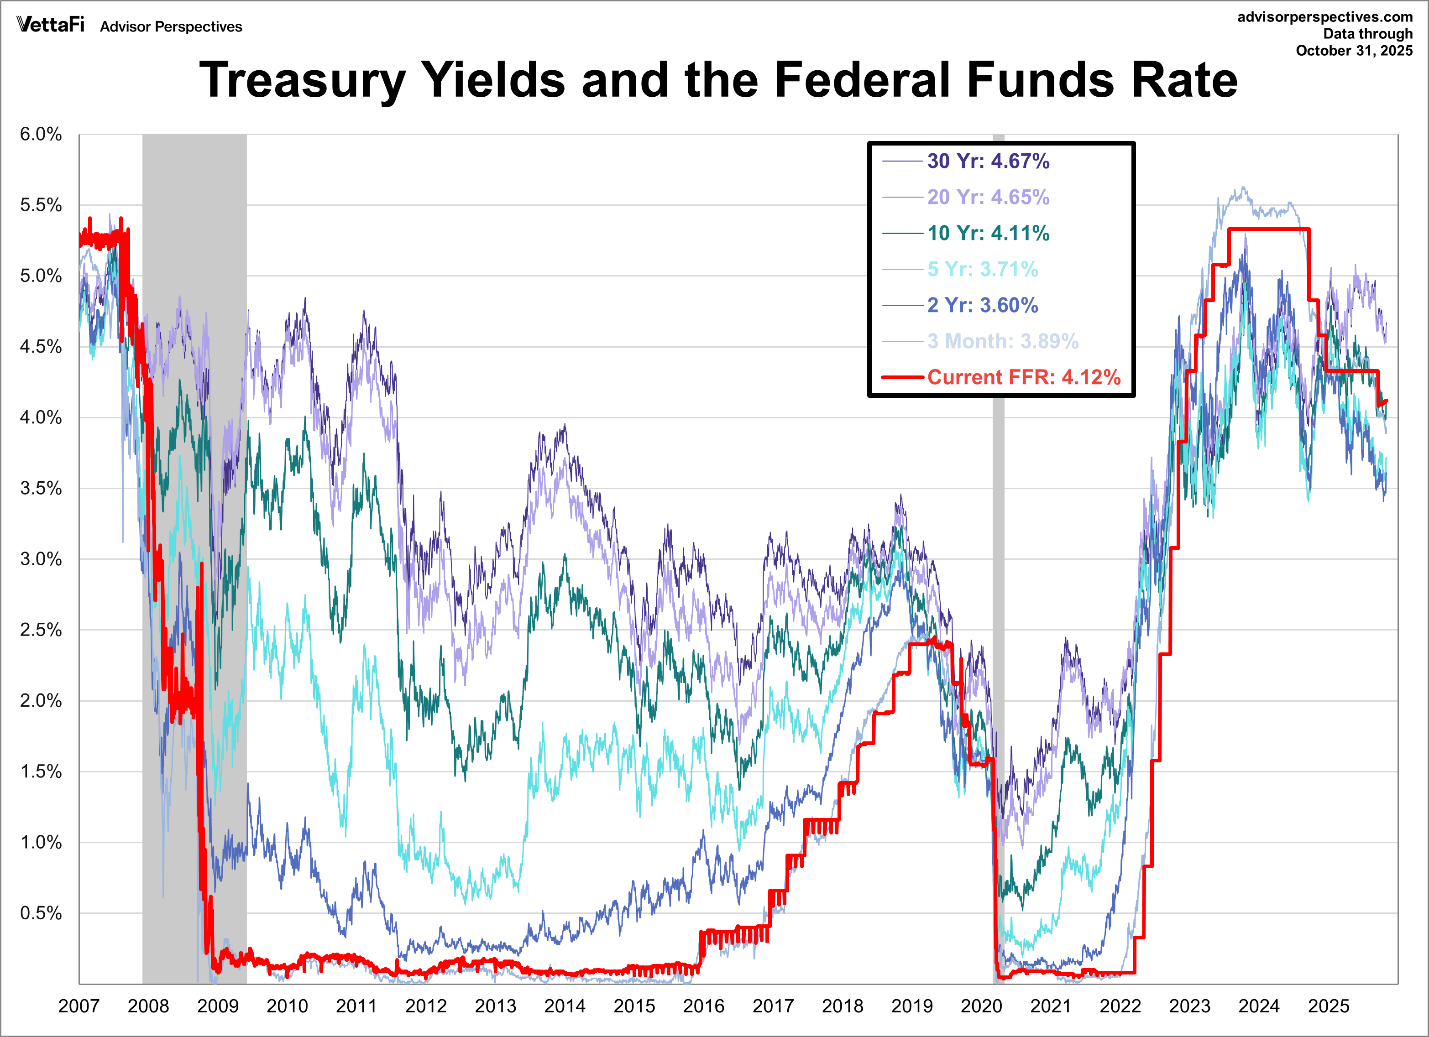 VettaFi Advisor Perspectives
advisorperspectives.com
Data through
October 31, 2025
Treasury Yields and the Federal Funds Rate
6.0%
5.5%
5.0%
4.5%
4.0%
3.5%
3.0%
2.5%
2.0%
1.5%
1.0%
0.5%
30 Yr: 4.67%
20 Yr: 4.65%
10 Yr: 4.11%
5 Yr: 3.71%
2 Yr: 3.60%
3 Month: 3.89%
Current FFR: 4.12%
2007 2008 2009 2010 2011 2012 2013 2014 2015 2016 2017 2018 2019 2020 2021 2022 2023 2024 2025